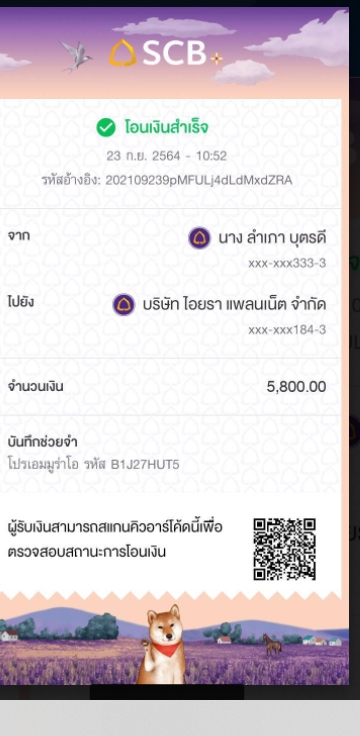 SCB+
โอนเงินสำเร็จ
23 ก.ย. 2564 - 10:52
รหัสอ้างอิง: 202109239pMFULj4dLdMxdZRA
จาก
นาง ลำเภา บุตรดี
xxx-xxx333-3
ไปยัง
บริษัท ไอยรา แพลนเน็ต จำกัด
xxx-xxx184-3
จำนวนเงิน
5,800.00
บันทึกช่วยจำ
โปรเอมมูร่าโอ รหัส B1J27HUT5
ผู้รับเงินสามารถสแกนคิวอาร์โค้ดนี้เพื่อ
ตรวจสอบสถานะการโอนเงิน